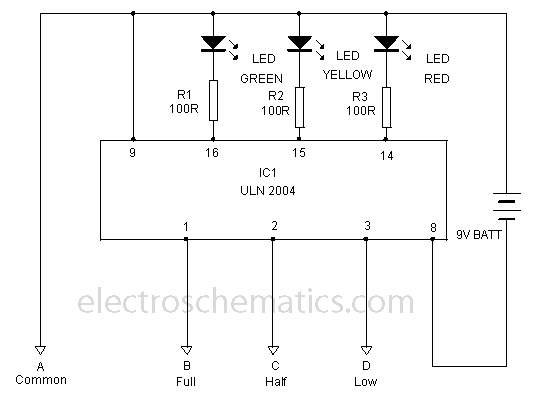 LED
GREEN
LED
YELLOW
LED
RED
R1
100R
R2
100R
R3
100R
9
16
15
14
IC1
ULN 2004
1
2
3
8
9V BATT
electroschematics.com
A
Common
B
Full
C
Half
D
Low